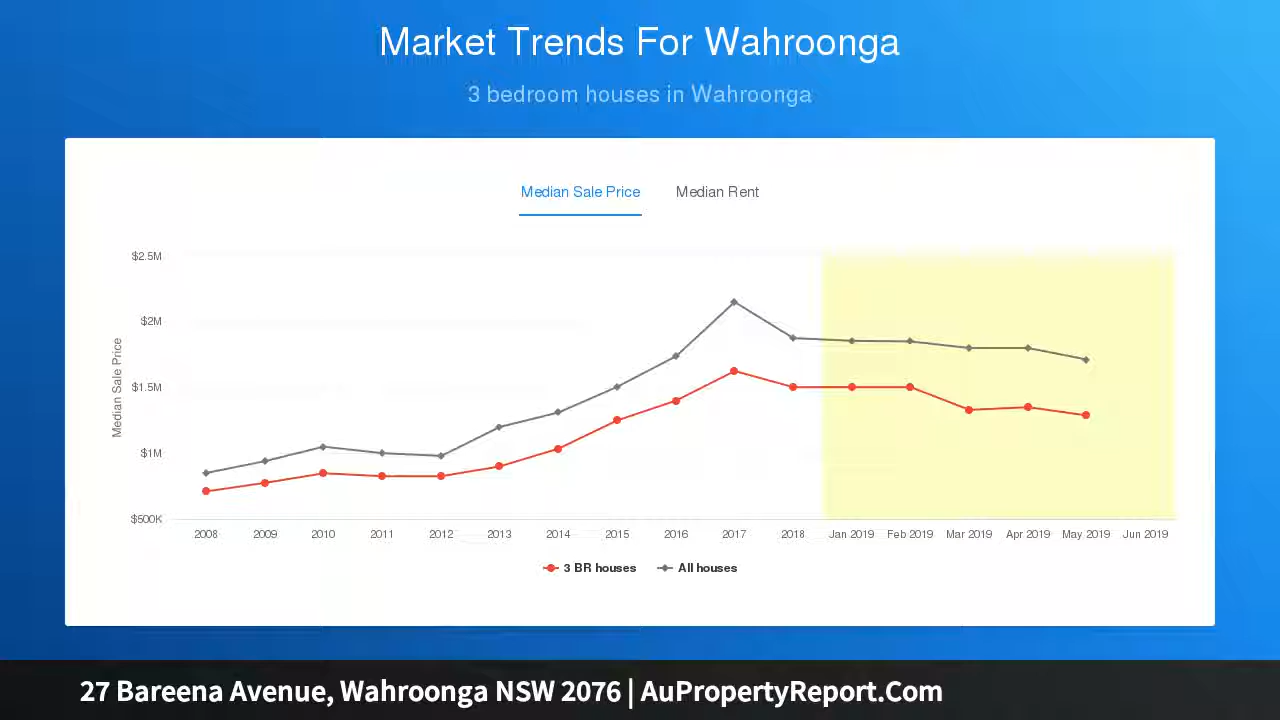 Market Trends For Wahroonga
3 bedroom houses in Wahroonga
Median Sale Price Median Rent
$2.5M
$2M
$1.5M
$1M
$500K
Median Sale Price
2008 2009 2010 2011 2012 2013 2014 2015 2016 2017 2018 Jan 2019 Feb 2019 Mar 2019 Apr 2019 May 2019 Jun 2019
3 BR houses All houses
27 Bareena Avenue, Wahroonga NSW 2076 | AuPropertyReport.Com